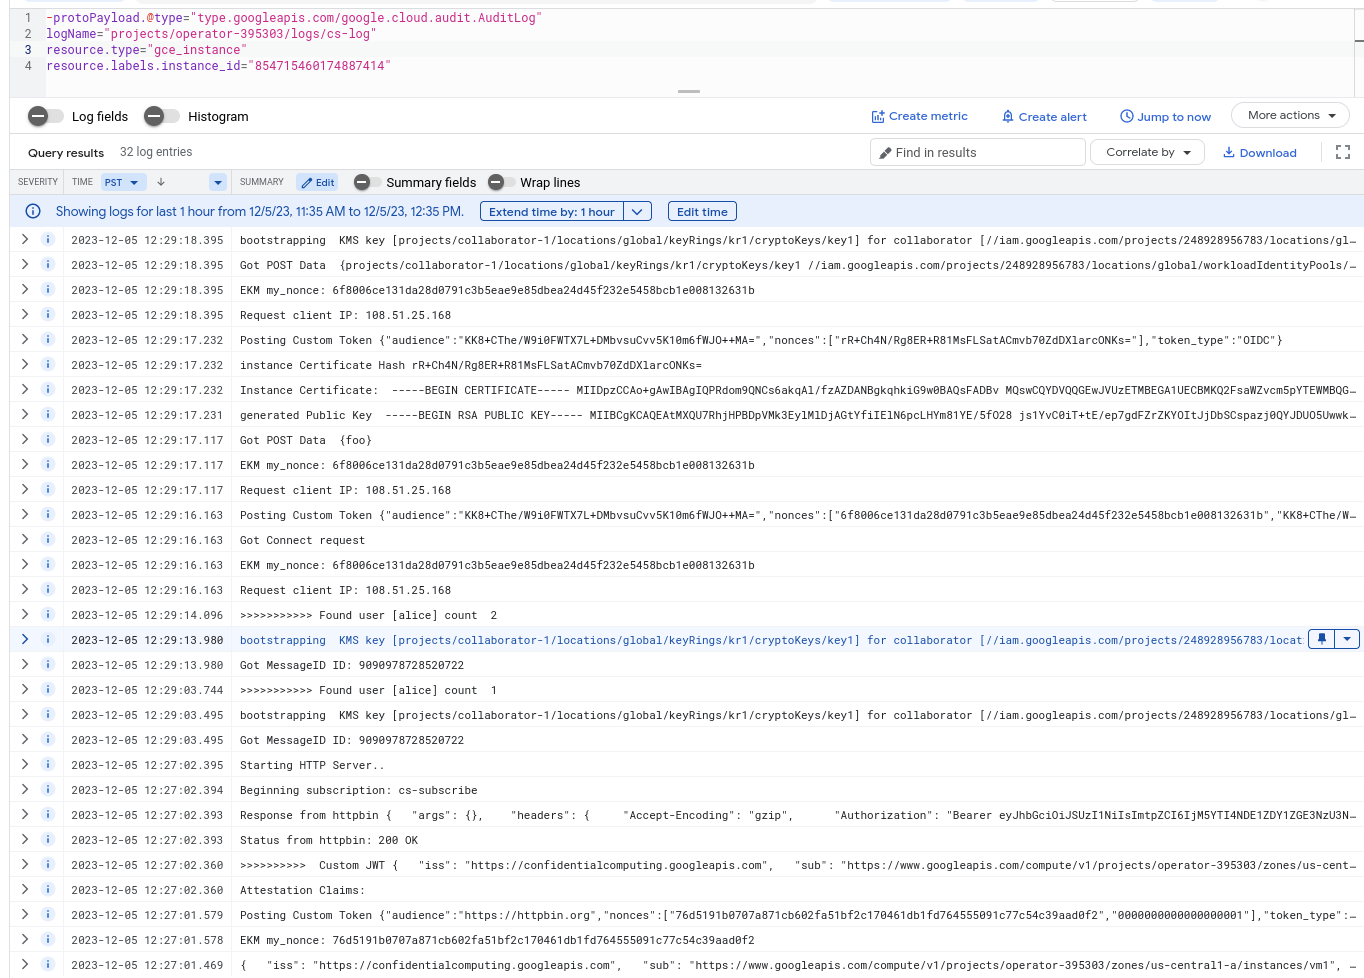 1 -protoPayload.@type="type.googleapis.com/google.cloud.audit.AuditLog"
2 logName="projects/operator-395303/logs/cs-log"
3 resource.type="gce_instance"
4 resource.labels.instance_id="854715460174887414"
Log fields Histogram Create metric Create alert Jump to now More actions
Query results 32 log entries Find in results Correlate by Download
SEVERITY TIME PST SUMMARY Edit Summary fields Wrap lines
Showing logs for last 1 hour from 12/5/23, 11:35 AM to 12/5/23, 12:35 PM. Extend time by: 1 hour Edit time
2023-12-05 12:29:18.395 bootstrapping KMS key [projects/collaborator-1/locations/global/keyRings/kr1/cryptoKeys/key1] for collaborator [//iam.googleapis.com/projects/248928956783/locations/gl…
2023-12-05 12:29:18.395 Got POST Data {projects/collaborator-1/locations/global/keyRings/kr1/cryptoKeys/key1 //iam.googleapis.com/projects/248928956783/locations/global/workloadIdentityPools/…
2023-12-05 12:29:18.395 EKM my_nonce: 6f8006ce131da28d0791c3b5eae9e85dbea24d45f232e5458bcb1e008132631b
2023-12-05 12:29:18.395 Request client IP: 108.51.25.168
2023-12-05 12:29:17.232 Posting Custom Token {"audience":"KK8+CThe/W9i0FWTX7L+DMbvsuCvv5K10m6fWJO++MA=","nonces":["rR+Ch4N/Rg8ER+R81MsFLSatACmvb70ZdDXlarcONKs="],"token_type":"OIDC"}
2023-12-05 12:29:17.232 instance Certificate Hash rR+Ch4N/Rg8ER+R81MsFLSatACmvb70ZdDXlarcONKs=
2023-12-05 12:29:17.232 Instance Certificate: -----BEGIN CERTIFICATE----- MIIDpzCCAo+gAwIBAgIQPRdom9QNCs6akqAl/fzAZDANBgkqhkiG9w0BAQsFADBv MQswCQYDVQQGEwJVUzETMBEGA1UECBMKQ2FsaWZvcm5pYTEWMBQG…
2023-12-05 12:29:17.231 generated Public Key -----BEGIN RSA PUBLIC KEY----- MIIBCgKCAQEAtMXQU7RhjHPBDpVMk3EylMlDjAGtYfiIElN6pcLHYm81YE/5fO28 js1YvC0iT+tE/ep7gdFZrZKYOItJjDbSCspazj0QYJDUO5Uwwk…
2023-12-05 12:29:17.117 Got POST Data {foo}
2023-12-05 12:29:17.117 EKM my_nonce: 6f8006ce131da28d0791c3b5eae9e85dbea24d45f232e5458bcb1e008132631b
2023-12-05 12:29:17.117 Request client IP: 108.51.25.168
2023-12-05 12:29:16.163 Posting Custom Token {"audience":"KK8+CThe/W9i0FWTX7L+DMbvsuCvv5K10m6fWJO++MA=","nonces":["6f8006ce131da28d0791c3b5eae9e85dbea24d45f232e5458bcb1e008132631b","KK8+CThe/W…
2023-12-05 12:29:16.163 Got Connect request
2023-12-05 12:29:16.163 EKM my_nonce: 6f8006ce131da28d0791c3b5eae9e85dbea24d45f232e5458bcb1e008132631b
2023-12-05 12:29:16.163 Request client IP: 108.51.25.168
2023-12-05 12:29:14.096 >>>>>>>>>>> Found user [alice] count 2
2023-12-05 12:29:13.980 bootstrapping KMS key [projects/collaborator-1/locations/global/keyRings/kr1/cryptoKeys/key1] for collaborator [//iam.googleapis.com/projects/248928956783/locat
2023-12-05 12:29:13.980 Got MessageID ID: 9090978728520722
2023-12-05 12:29:03.744 >>>>>>>>>>> Found user [alice] count 1
2023-12-05 12:29:03.495 bootstrapping KMS key [projects/collaborator-1/locations/global/keyRings/kr1/cryptoKeys/key1] for collaborator [//iam.googleapis.com/projects/248928956783/locations/gl…
2023-12-05 12:29:03.495 Got MessageID ID: 9090978728520722
2023-12-05 12:27:02.395 Starting HTTP Server..
2023-12-05 12:27:02.394 Beginning subscription: cs-subscribe
2023-12-05 12:27:02.393 Response from httpbin { "args": {}, "headers": { "Accept-Encoding": "gzip", "Authorization": "Bearer eyJhbGciOiJSUzI1NiIsImtpZCI6IjM5YTI4NDE1ZDY1ZGE3NzU3N…
2023-12-05 12:27:02.393 Status from httpbin: 200 OK
2023-12-05 12:27:02.360 >>>>>>>>>> Custom JWT { "iss": "https://confidentialcomputing.googleapis.com", "sub": "https://www.googleapis.com/compute/v1/projects/operator-395303/zones/us-cent…
2023-12-05 12:27:02.360 Attestation Claims:
2023-12-05 12:27:01.579 Posting Custom Token {"audience":"https://httpbin.org","nonces":["76d5191b0707a871cb602fa51bf2c170461db1fd764555091c77c54c39aad0f2","0000000000000000001"],"token_type":…
2023-12-05 12:27:01.578 EKM my_nonce: 76d5191b0707a871cb602fa51bf2c170461db1fd764555091c77c54c39aad0f2
2023-12-05 12:27:01.469 { "iss": "https://confidentialcomputing.googleapis.com", "sub": "https://www.googleapis.com/compute/v1/projects/operator-395303/zones/us-central1-a/instances/vm1", …